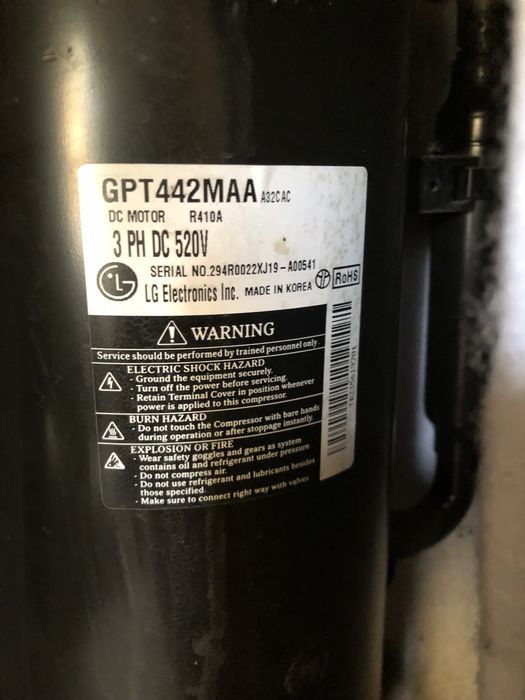 GPT442MAA A32CAC
DC MOTOR R410A
3 PH DC 520V
SERIAL NO.294R0022XJ19-A00541
LG
LG Electronics Inc. MADE IN KOREA RoHS
WARNING
Service should be performed by trained personnel only
ELECTRIC SHOCK HAZARD
- Ground the equipment securely.
- Turn off the power before servicing.
- Retain Terminal Cover in position whenever
power is applied to this compressor.
BURN HAZARD
- Do not touch the Compressor with bare hands
during operation or after stoppage instantly.
EXPLOSION OR FIRE
- Wear safety goggles and gears as system
contains oil and refrigerant under pressure.
- Do not compress air.
- Do not use refrigerant and lubricants besides
those specified.
- Make sure to connect right way with valves